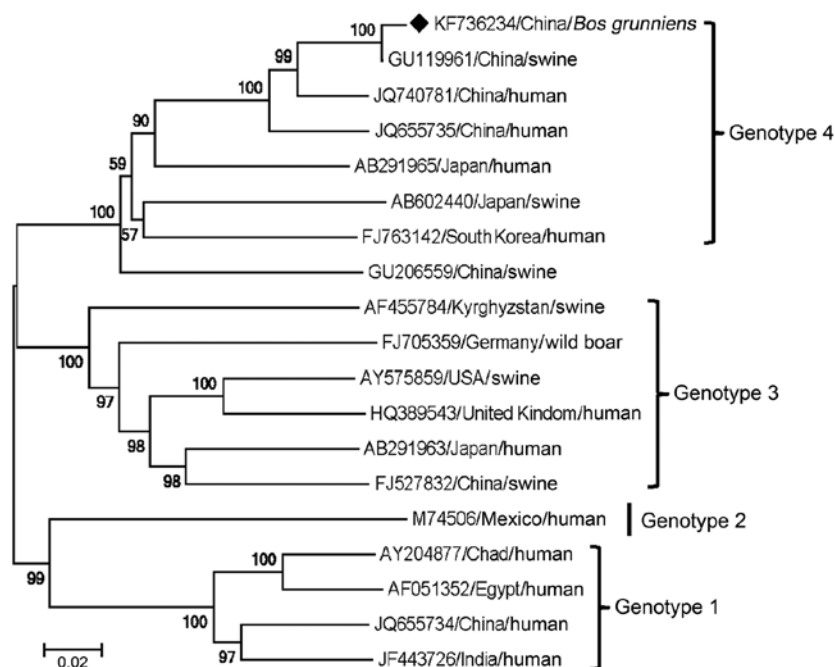 100
KF736234/China/Bos grunniens
99
GU119961/China/swine
100
JQ740781/China/human
90
JQ655735/China/human
Genotype 4
59
AB291965/Japan/human
100
AB602440/Japan/swine
57
FJ763142/South Korea/human
GU206559/China/swine
AF455784/Kyrghyzstan/swine
100
FJ705359/Germany/wild boar
97
100
AY575859/USA/swine
Genotype 3
HQ389543/United Kindom/human
98
AB291963/Japan/human
98
FJ527832/China/swine
M74506/Mexico/human
Genotype 2
99
100
AY204877/Chad/human
AF051352/Egypt/human
Genotype 1
100
JQ655734/China/human
97
JF443726/India/human
0.02